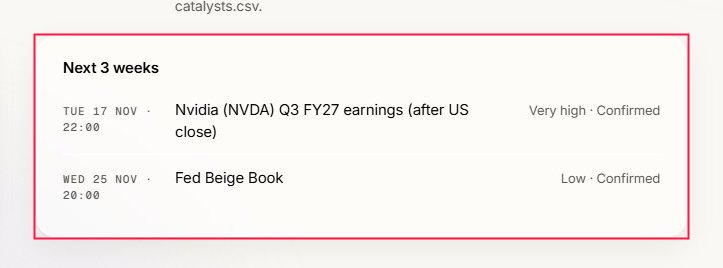 catalysts.csv.
Next 3 weeks
TUE 17 NOV ·
22:00
Nvidia (NVDA) Q3 FY27 earnings (after US
close)
Very high · Confirmed
WED 25 NOV ·
20:00
Fed Beige Book
Low · Confirmed